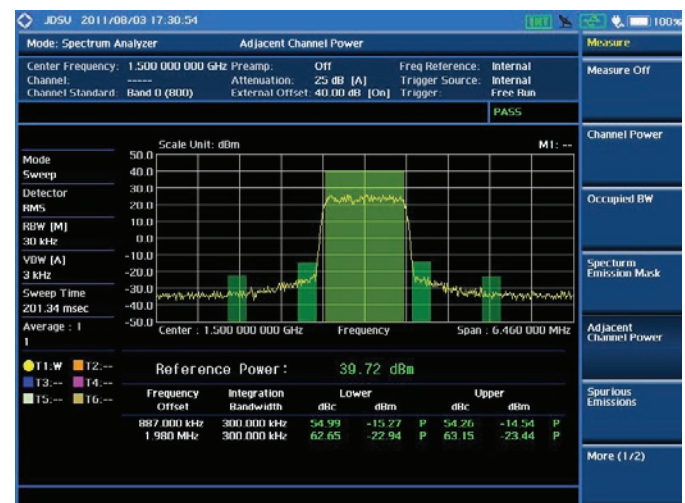 JDSU 2011/08/03 17:30:54 INT 100%
Mode: Spectrum Analyzer Adjacent Channel Power Measure
Center Frequency: 1.500 000 000 GHz Preamp: Off Freq Reference: Internal
Channel: ----- Attenuation: 25 dB [A] Trigger Source: Internal
Channel Standard: Band 0 (800) External Offset: 40.00 dB [On] Trigger: Free Run
PASS
Measure Off
Channel Power
Occupied BW
Specturm
Emission Mask
Adjacent
Channel Power
Spurious
Emissions
More (1/2)
Scale Unit: dBm M1: --
Mode
Sweep
Detector
RMS
RBW [M]
30 kHz
VBW [A]
3 kHz
Sweep Time
201.34 msec
Average : 1
1
T1:W T2:--
T3:-- T4:--
T5:-- T6:--
50.0
40.0
30.0
20.0
10.0
0.0
-10.0
-20.0
-30.0
-40.0
-50.0
Center : 1.500 000 000 GHz Frequency Span : 6.460 000 MHz
Reference Power: 39.72 dBm
Frequency Integration Lower Upper
Offset Bandwidth dBc dBm dBc dBm
887.000 kHz 300.000 kHz 54.99 -15.27 P 54.26 -14.54 P
1.980 MHz 300.000 kHz 62.65 -22.94 P 63.15 -23.44 P